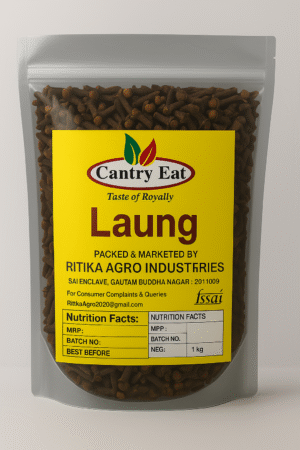 Cantry Eat
Taste of Royally
Laung
PACKED & MARKETED BY
RITIKA AGRO INDUSTFRIES
SAI ENCLAVE, GAUTAM BUDDHA NAGAR : 2011009
For Consumer Complaints & Queries
fssai
RitikaAgro2020@gmail.com
Nutrition Facts:
MRP:
BATCH NO:
BEST BEFORE
NUTRITION FACTS
MPP:
BATCH NO.
NEG: 1 kg